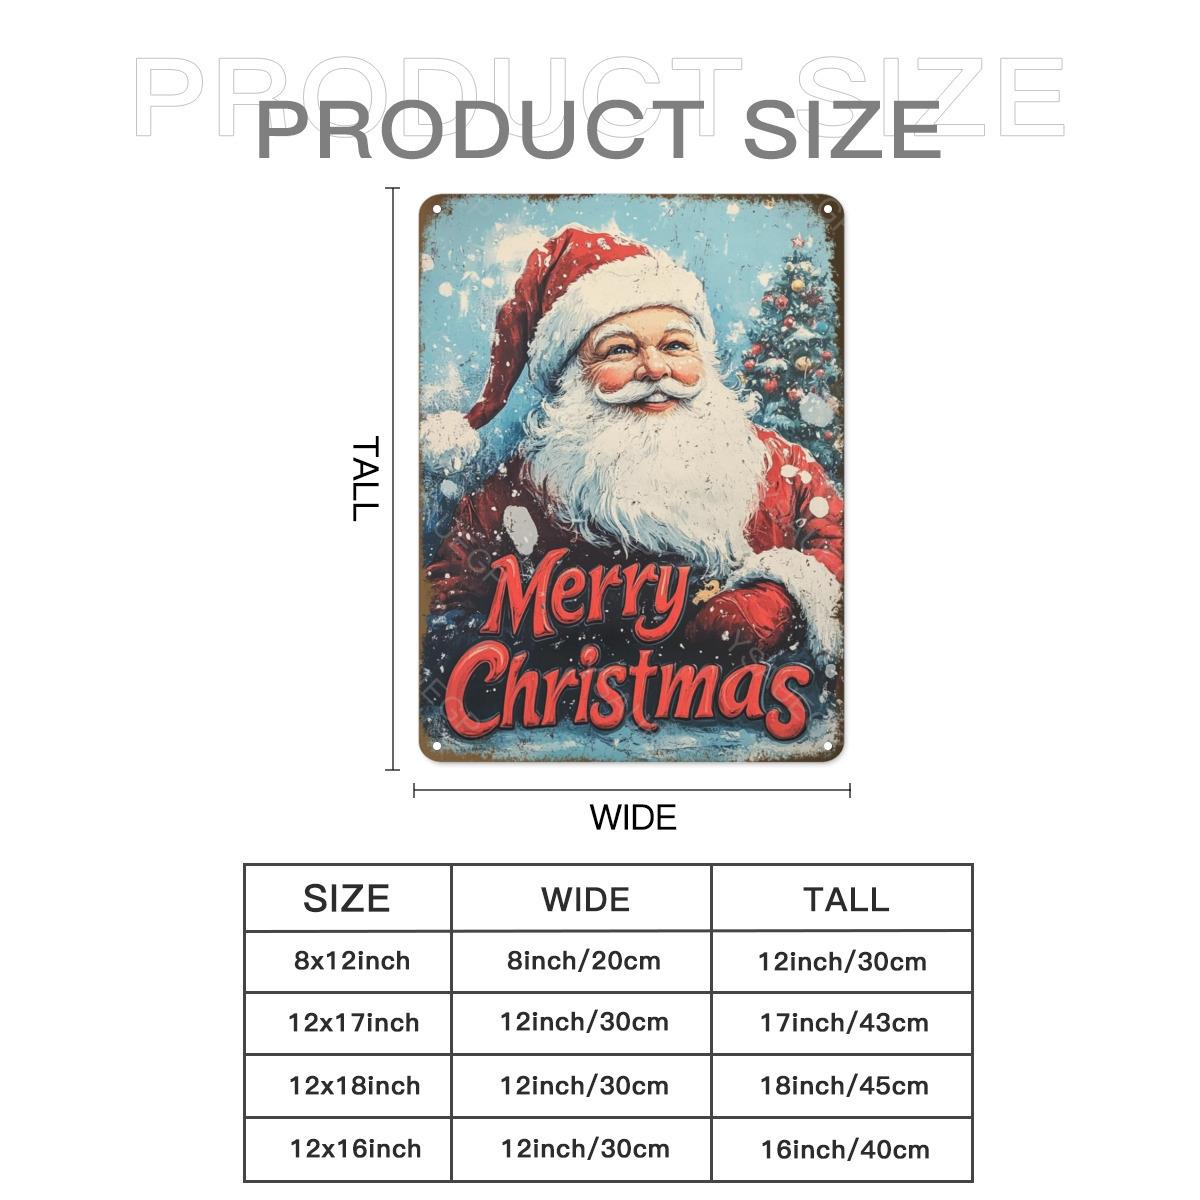 PRODUCT SIZE
PRODUCT SIZE
TALL
Merry
Christmas
WIDE
SIZE WIDE TALL
8x12inch 8inch/20cm 12inch/30cm
12x17inch 12inch/30cm 17inch/43cm
12x18inch 12inch/30cm 18inch/45cm
12x16inch 12inch/30cm 16inch/40cm